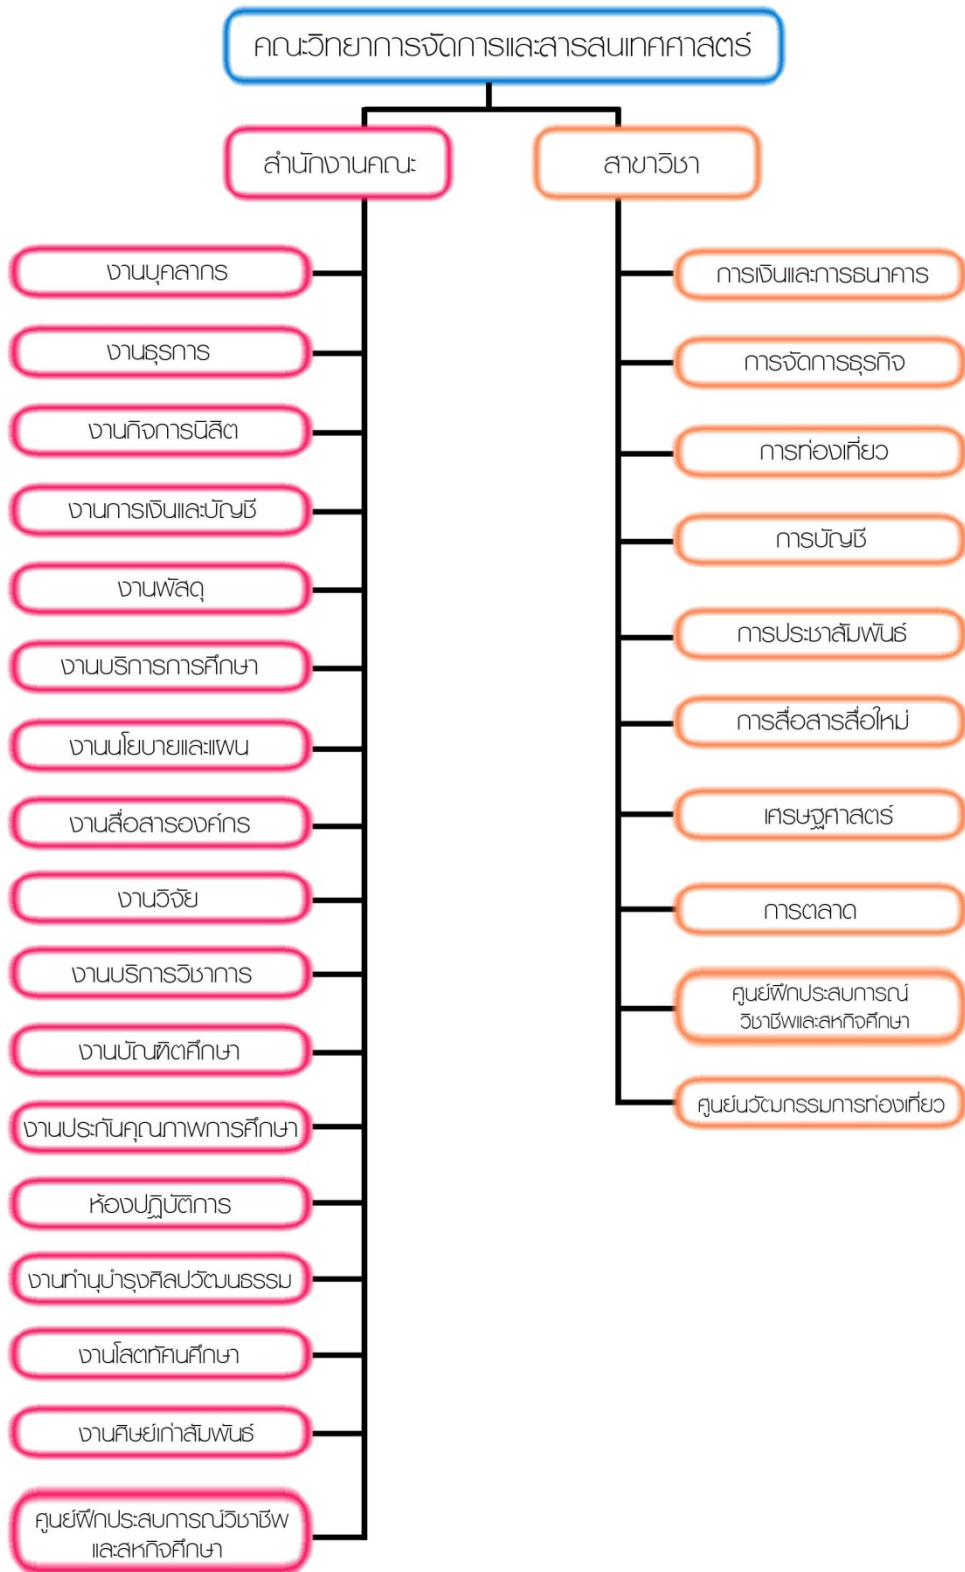 คณะวิทยาการจัดการและสารสนเทศศาสตร์
สำนักงานคณะ
สาขาวิชา
งานบุคลากร
งานธุรการ
งานกิจการนิสิต
งานการเงินและบัญชี
งานพัสดุ
งานบริการการศึกษา
งานนโยบายและแผน
งานสื่อสารองค์กร
งานวิจัย
งานบริการวิชาการ
งานบัณฑิตศึกษา
งานประกันคุณภาพการศึกษา
ห้องปฏิบัติการ
งานทำนุบำรุงศิลปวัฒนธรรม
งานโสตทัศนศึกษา
งานศิษย์เก่าสัมพันธ์
ศูนย์ฝึกประสบการณ์วิชาชีพ
และสหกิจศึกษา
การเงินและการธนาคาร
การจัดการธุรกิจ
การท่องเที่ยว
การบัญชี
การประชาสัมพันธ์
การสื่อสารสื่อใหม่
เศรษฐศาสตร์
การตลาด
ศูนย์ฝึกประสบการณ์
วิชาชีพและสหกิจศึกษา
ศูนย์นวัฒกรรมการท่องเที่ยว